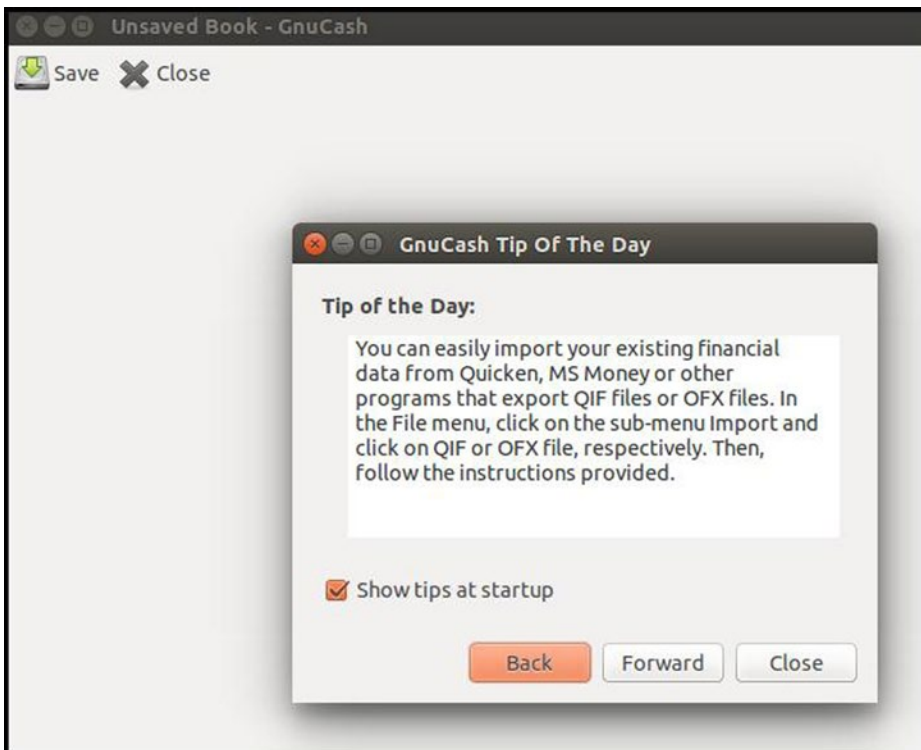 Unsaved Book - GnuCash
Save Close
GnuCash Tip Of The Day
Tip of the Day:
You can easily import your existing financial
data from Quicken, MS Money or other
programs that export QIF files or OFX files. In
the File menu, click on the sub-menu Import and
click on QIF or OFX file, respectively. Then,
follow the instructions provided.
Show tips at startup
Back Forward Close